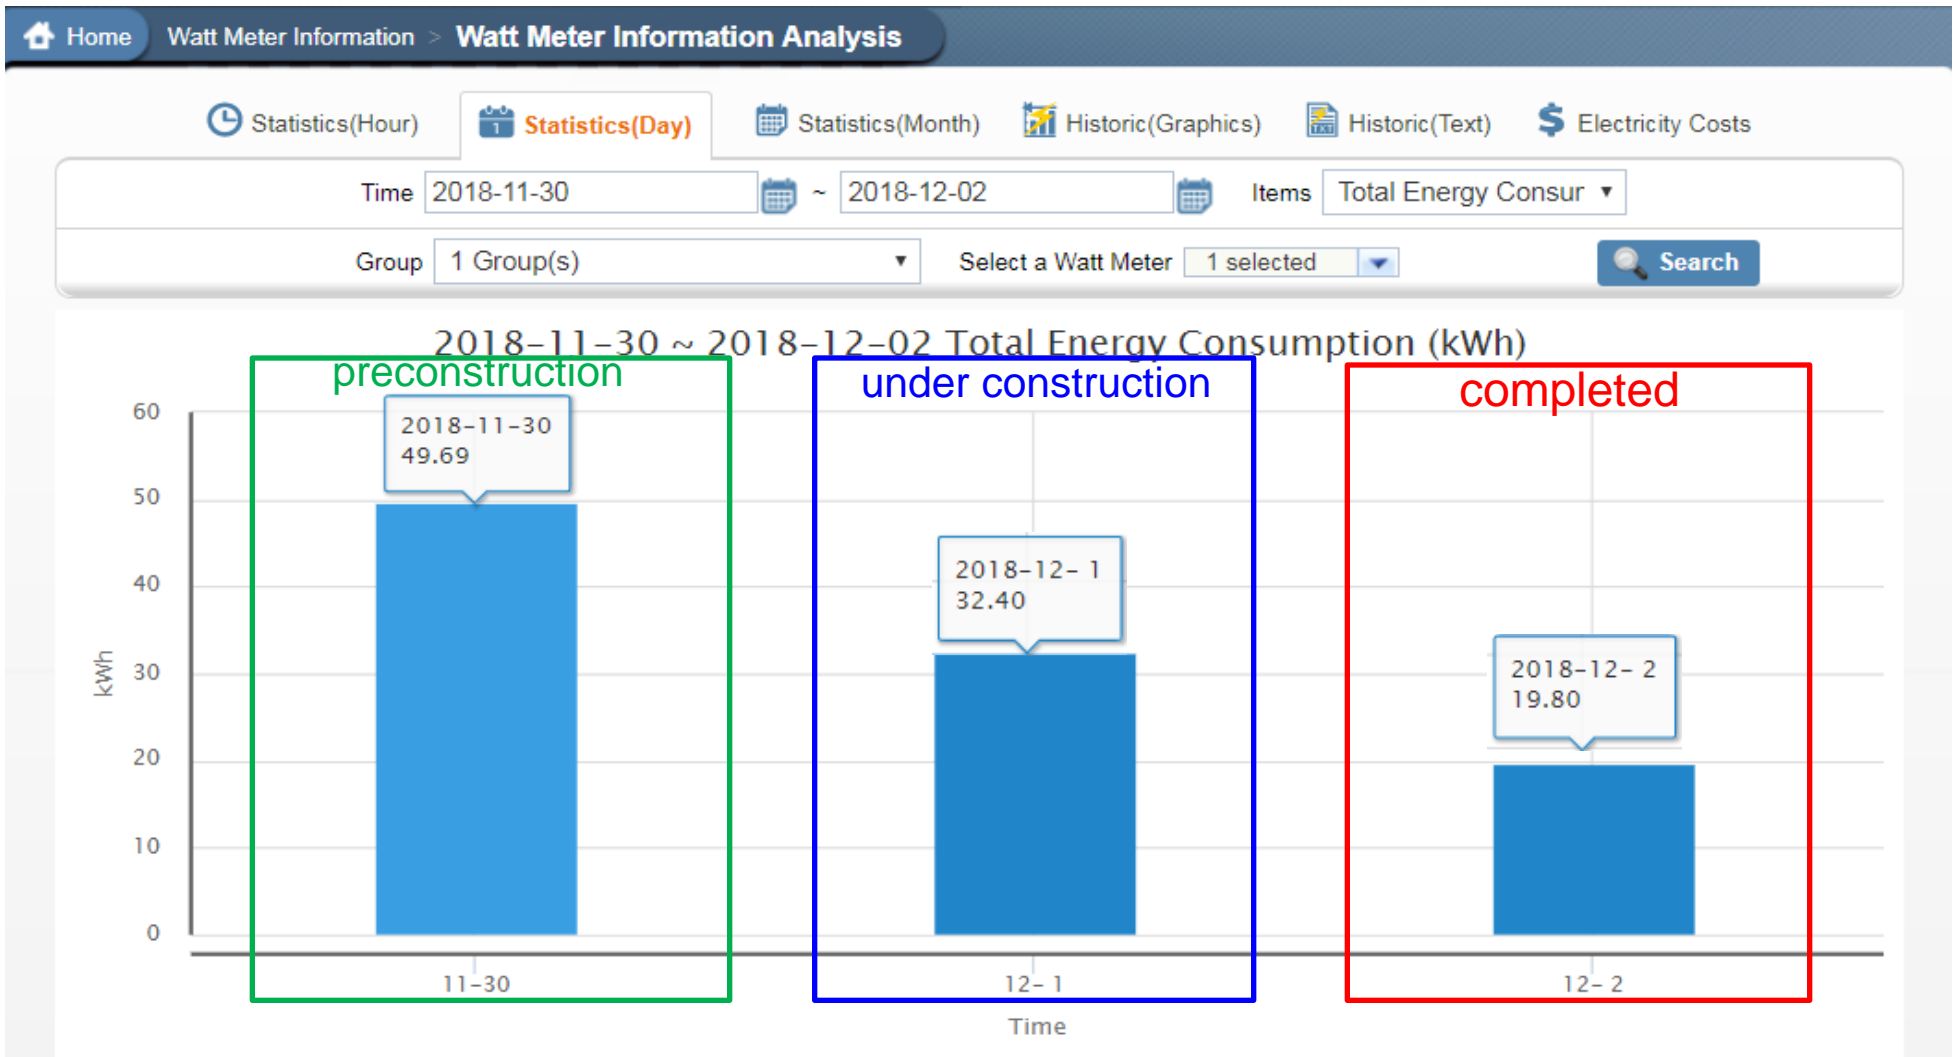 Home Watt Meter Information > Watt Meter Information Analysis
Statistics(Hour) Statistics(Day) Statistics(Month) Historic(Graphics) Historic(Text) Electricity Costs
Time 2018-11-30 ~ 2018-12-02 Items Total Energy Consur
Group 1 Group(s) Select a Watt Meter 1 selected Search
2018-11-30 ~ 2018-12-02 Total Energy Consumption (kWh)
preconstruction
under construction
completed
60
50
40
30
20
10
0
kWh
2018-11-30
49.69
2018-12- 1
32.40
2018-12- 2
19.80
11-30
12- 1
12- 2
Time